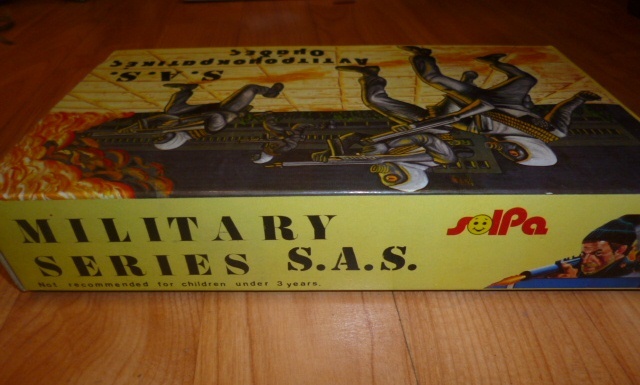 S.A.S.
Αντιτρομοκρατικές
Ομάδες
MILITARY
SERIES S.A.S.
Not recommended for children under 3 years.
solPa